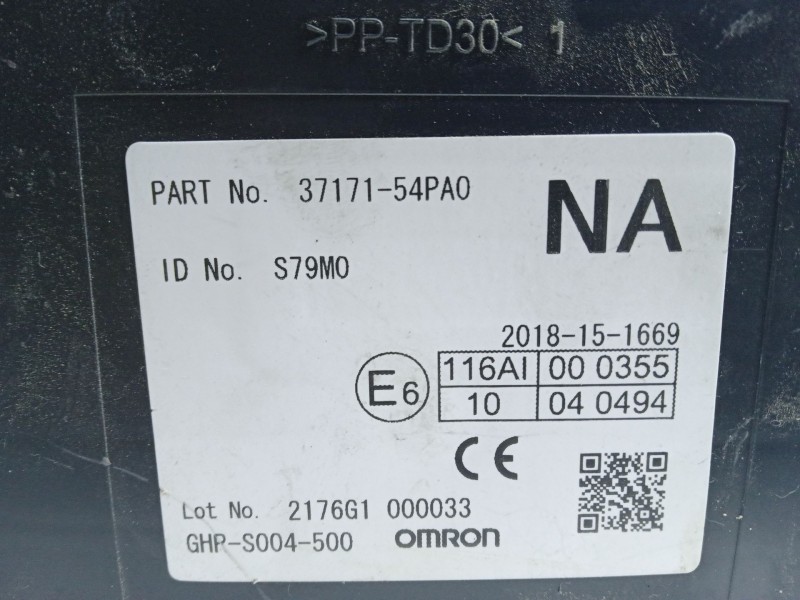 >PP-TD30< 1
PART No. 37171-54PA0
NA
ID No. S79M0
2018-15-1669
E6
116AI 00 0355
10 04 0494
CE
Lot No. 2176G1 000033
GHP-S004-500 OMRON